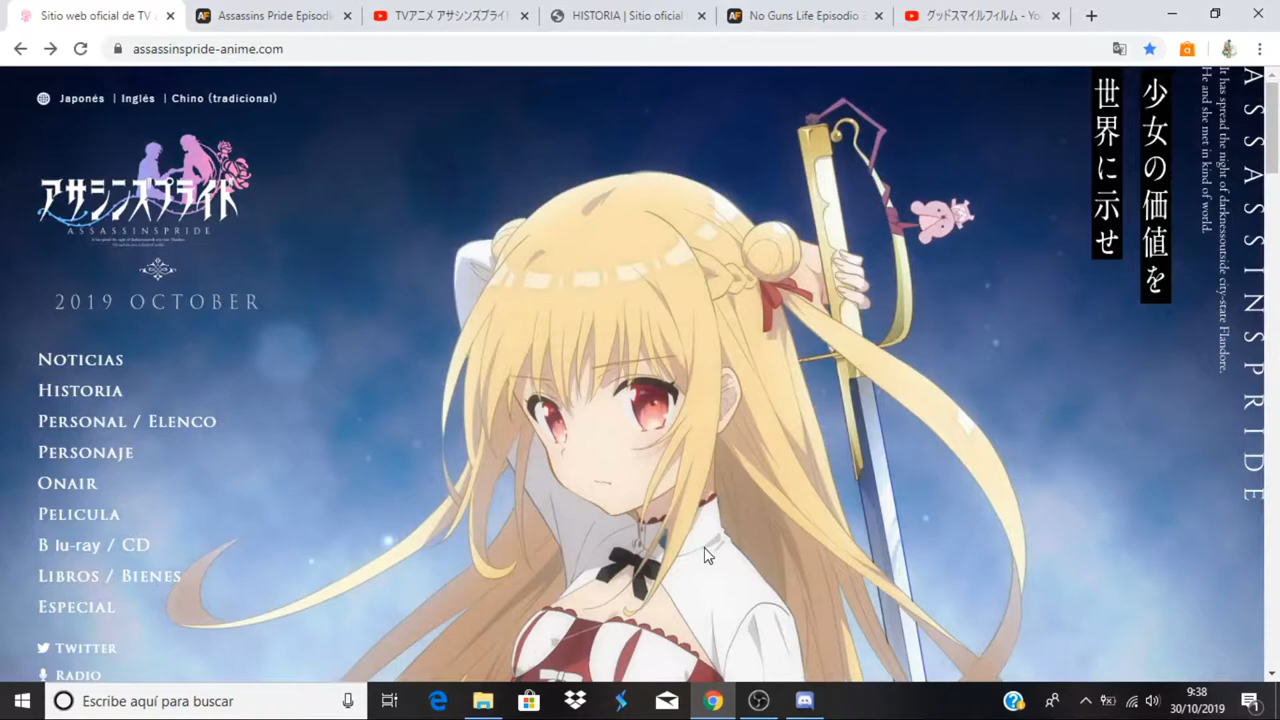 Sitio web oficial de TV a
Assassins Pride Episodi
TVアニメ アサシンズプライド
HISTORIA | Sitio oficial
No Guns Life Episodio
グッドスマイルフィルム - Yo
assassinspride-anime.com
Japonés | Inglés | Chino (tradicional)
アサシンズプライド
ASSASSINSPRIDE
2019 OCTOBER
Noticias
Historia
Personal / Elenco
Personaje
Onair
Pelicula
B lu-ray / CD
Libros / Bienes
Especial
Twitter
Radio
少女の価値を
世界に示せ
It has spread the night of darknessoutside city-state Flandore.
He and she met in kind of world.
ASSASSINSPRIDE
Escribe aquí para buscar
9:38
30/10/2019